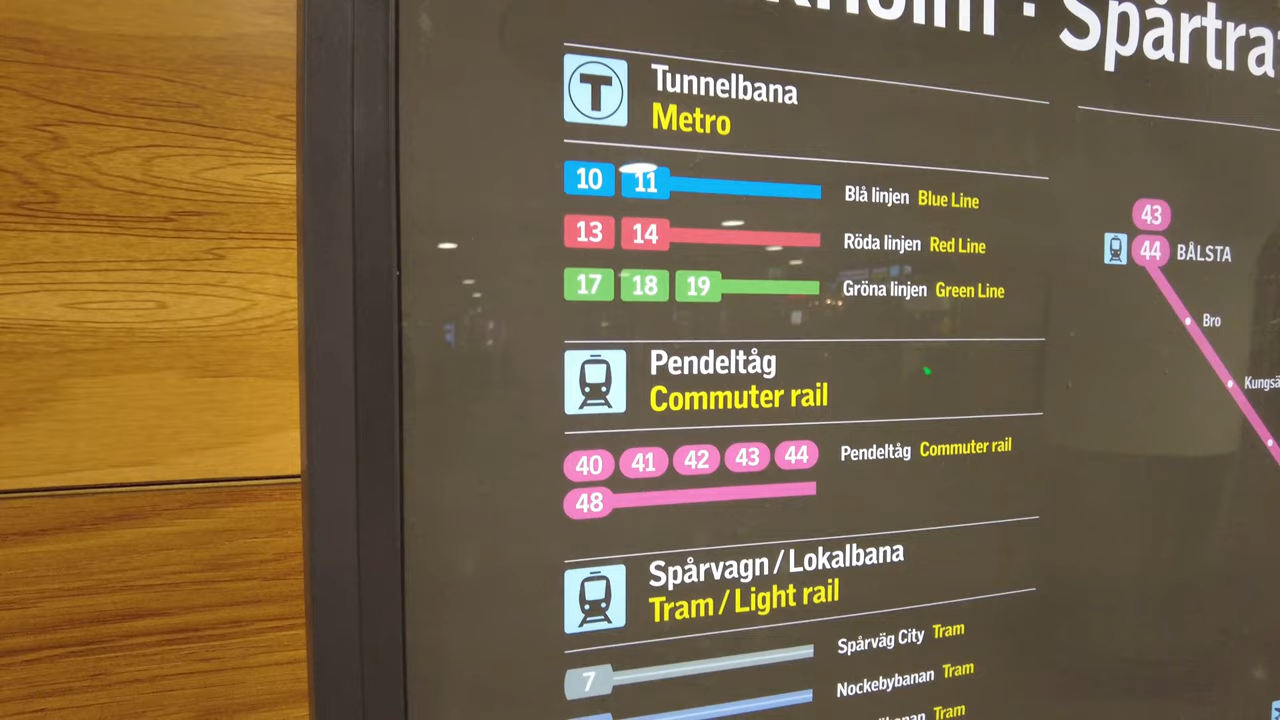 Spårtra
T
Tunnelbana
Metro
10 11 Blå linjen Blue Line
13 14 Röda linjen Red Line
17 18 19 Gröna linjen Green Line
Pendeltåg
Commuter rail
40 41 42 43 44 Pendeltåg Commuter rail
48
Spårvagn / Lokalbana
Tram / Light rail
Spårväg City Tram
7
Nockebybanan Tram
Tram
43
44 BÅLSTA
Bro
Kungsä